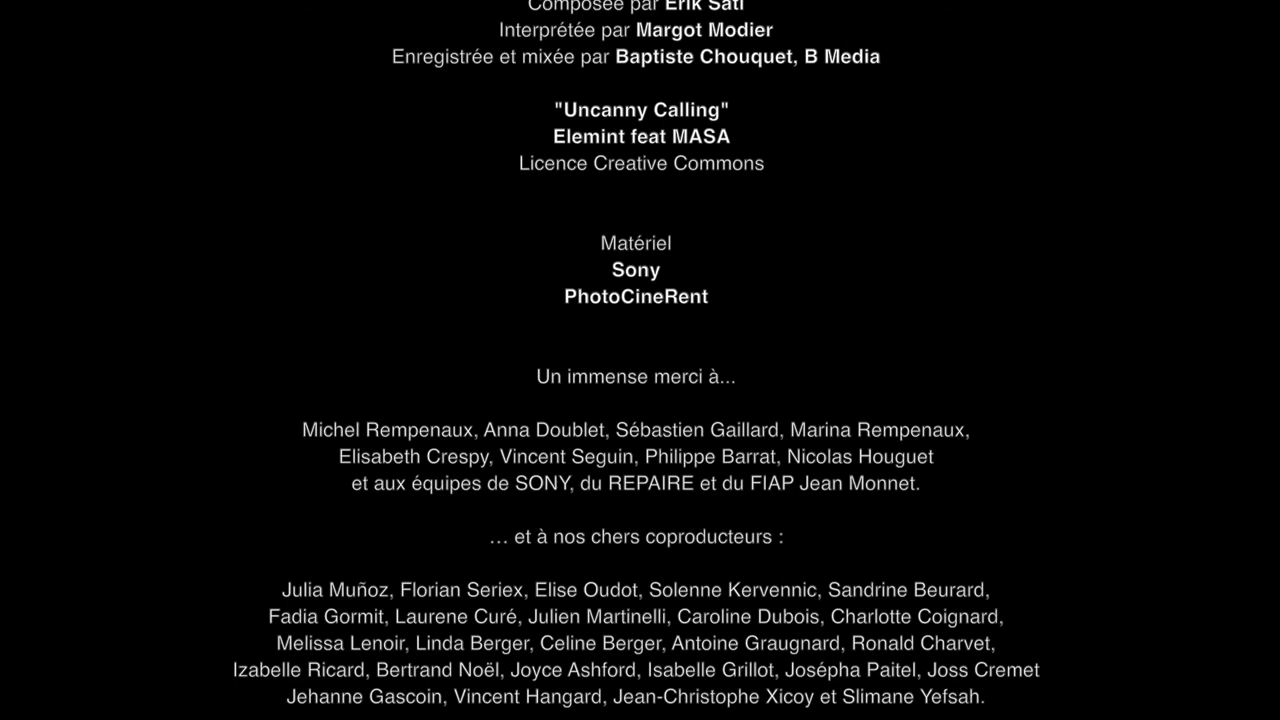 Composée par Erik Sati
Interprétée par Margot Modier
Enregistrée et mixée par Baptiste Chouquet, B Media
"Uncanny Calling"
Elemint feat MASA
Licence Creative Commons
Matériel
Sony
PhotoCineRent
Un immense merci à...
Michel Rempenaux, Anna Doublet, Sébastien Gaillard, Marina Rempenaux,
Elisabeth Crespy, Vincent Seguin, Philippe Barrat, Nicolas Houguet
et aux équipes de SONY, du REPAIRE et du FIAP Jean Monnet.
… et à nos chers coproducteurs :
Julia Muñoz, Florian Seriex, Elise Oudot, Solenne Kervennic, Sandrine Beurard,
Fadia Gormit, Laurene Curé, Julien Martinelli, Caroline Dubois, Charlotte Coignard,
Melissa Lenoir, Linda Berger, Celine Berger, Antoine Graugnard, Ronald Charvet,
Izabelle Ricard, Bertrand Noël, Joyce Ashford, Isabelle Grillot, Josépha Paitel, Joss Cremet
Jehanne Gascoin, Vincent Hangard, Jean-Christophe Xicoy et Slimane Yefsah.